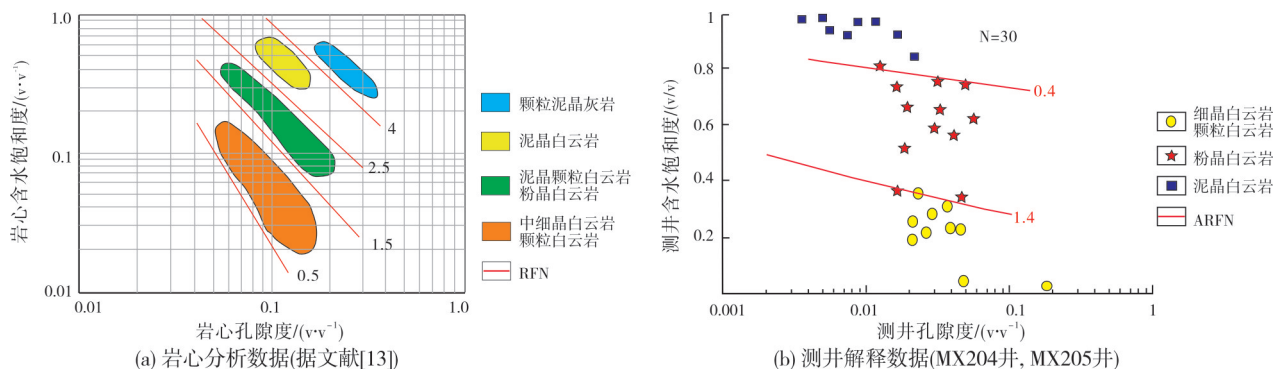 1.0
0.1
0.01
0.01
0.1
1.0
岩心含水饱和度/(v·v⁻¹)
岩心孔隙度/(v·v⁻¹)
4
2.5
1.5
0.5
颗粒泥晶灰岩
泥晶白云岩
泥晶颗粒白云岩
粉晶白云岩
中细晶白云岩
颗粒白云岩
RFN
(a) 岩心分析数据(据文献[13])
1
0.8
0.6
0.4
0.2
0.001
0.01
0.1
1
测井含水饱和度/(v/v)
测井孔隙度/(v·v⁻¹)
N=30
0.4
1.4
细晶白云岩
颗粒白云岩
粉晶白云岩
泥晶白云岩
ARFN
(b) 测井解释数据(MX204井, MX205井)